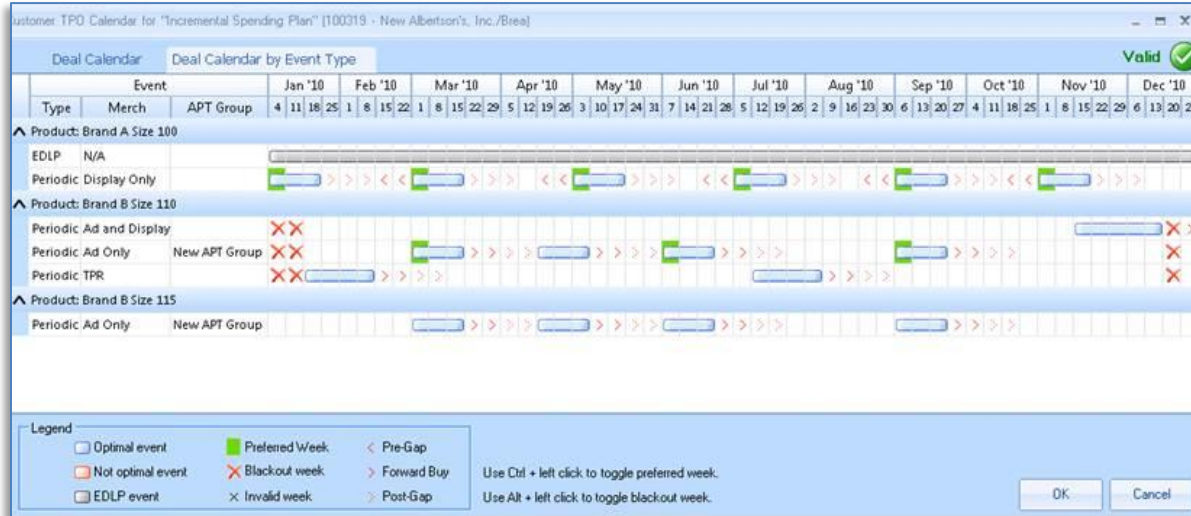 ustomer TPO Calendar for "Incremental Spending Plan" [100319 - New Albertson's, Inc./Brea]
Deal Calendar Deal Calendar by Event Type Valid
Event Jan '10 Feb '10 Mar '10 Apr '10 May '10 Jun '10 Jul '10 Aug '10 Sep '10 Oct '10 Nov '10 Dec '10
Type Merch APT Group 4 11 18 25 1 8 15 22 1 8 15 22 29 5 12 19 26 3 10 17 24 31 7 14 21 28 5 12 19 26 2 9 16 23 30 6 13 20 27 4 11 18 25 1 8 15 22 29 6 13 20 2
Product: Brand A Size 100
EDLP N/A
Periodic Display Only
Product: Brand B Size 110
Periodic Ad and Display
Periodic Ad Only New APT Group
Periodic TPR
Product: Brand B Size 115
Periodic Ad Only New APT Group
Legend
Optimal event Preferred Week Pre-Gap
Not optimal event Blackout week Forward Buy Use Ctrl + left click to toggle preferred week.
EDLP event Invalid week Post-Gap Use Alt + left click to toggle blackout week.
OK Cancel